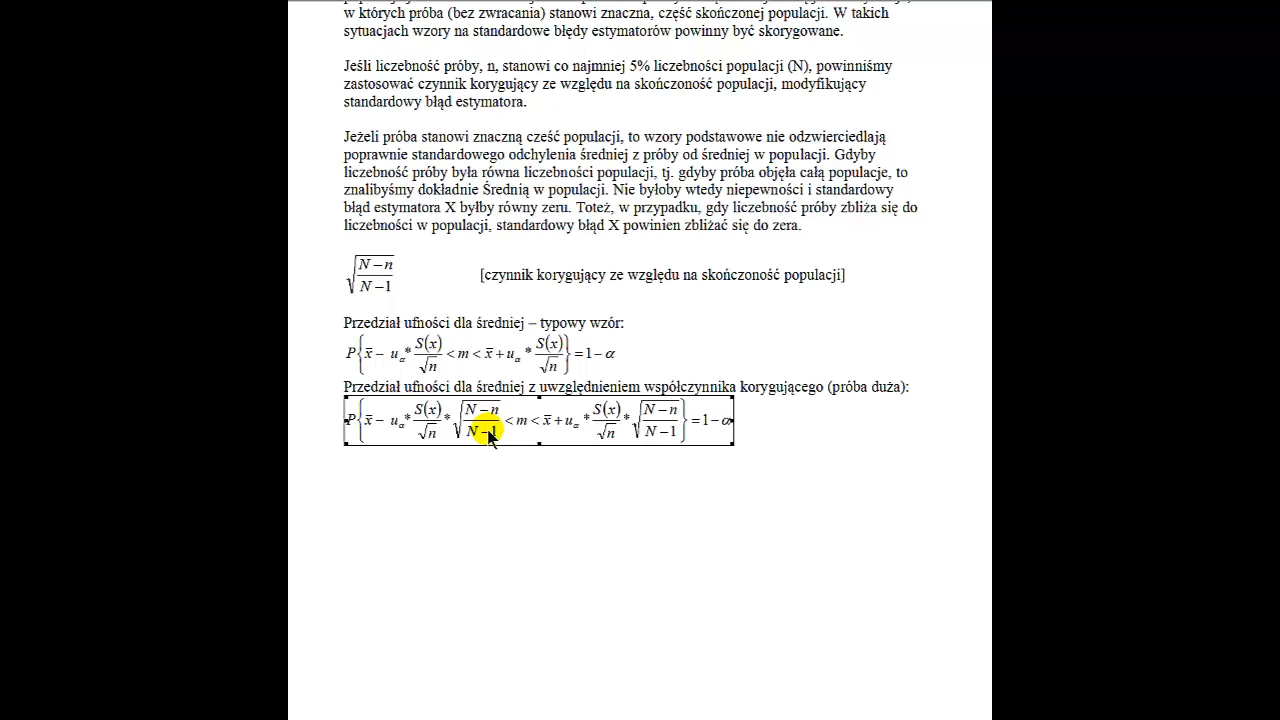 w których próba (bez zwracania) stanowi znaczna, część skończonej populacji. W takich
sytuacjach wzory na standardowe błędy estymatorów powinny być skorygowane.
Jeśli liczebność próby, n, stanowi co najmniej 5% liczebności populacji (N), powinniśmy
zastosować czynnik korygujący ze względu na skończoność populacji, modyfikujący
standardowy błąd estymatora.
Jeżeli próba stanowi znaczną cześć populacji, to wzory podstawowe nie odzwierciedlają
poprawnie standardowego odchylenia średniej z próby od średniej w populacji. Gdyby
liczebność próby była równa liczebności populacji, tj. gdyby próba objęła całą populacje, to
znalibyśmy dokładnie Średnią w populacji. Nie byłoby wtedy niepewności i standardowy
błąd estymatora X byłby równy zeru. Toteż, w przypadku, gdy liczebność próby zbliża się do
liczebności w populacji, standardowy błąd X powinien zbliżać się do zera.
√((N−n)/(N−1)) [czynnik korygujący ze względu na skończoność populacji]
Przedział ufności dla średniej – typowy wzór:
P{x̄ − uα * S(x)/√n < m < x̄ + uα * S(x)/√n} = 1 − α
Przedział ufności dla średniej z uwzględnieniem współczynnika korygującego (próba duża):
P{x̄ − uα * S(x)/√n * √((N−n)/(N−1)) < m < x̄ + uα * S(x)/√n * √((N−n)/(N−1))} = 1 − α